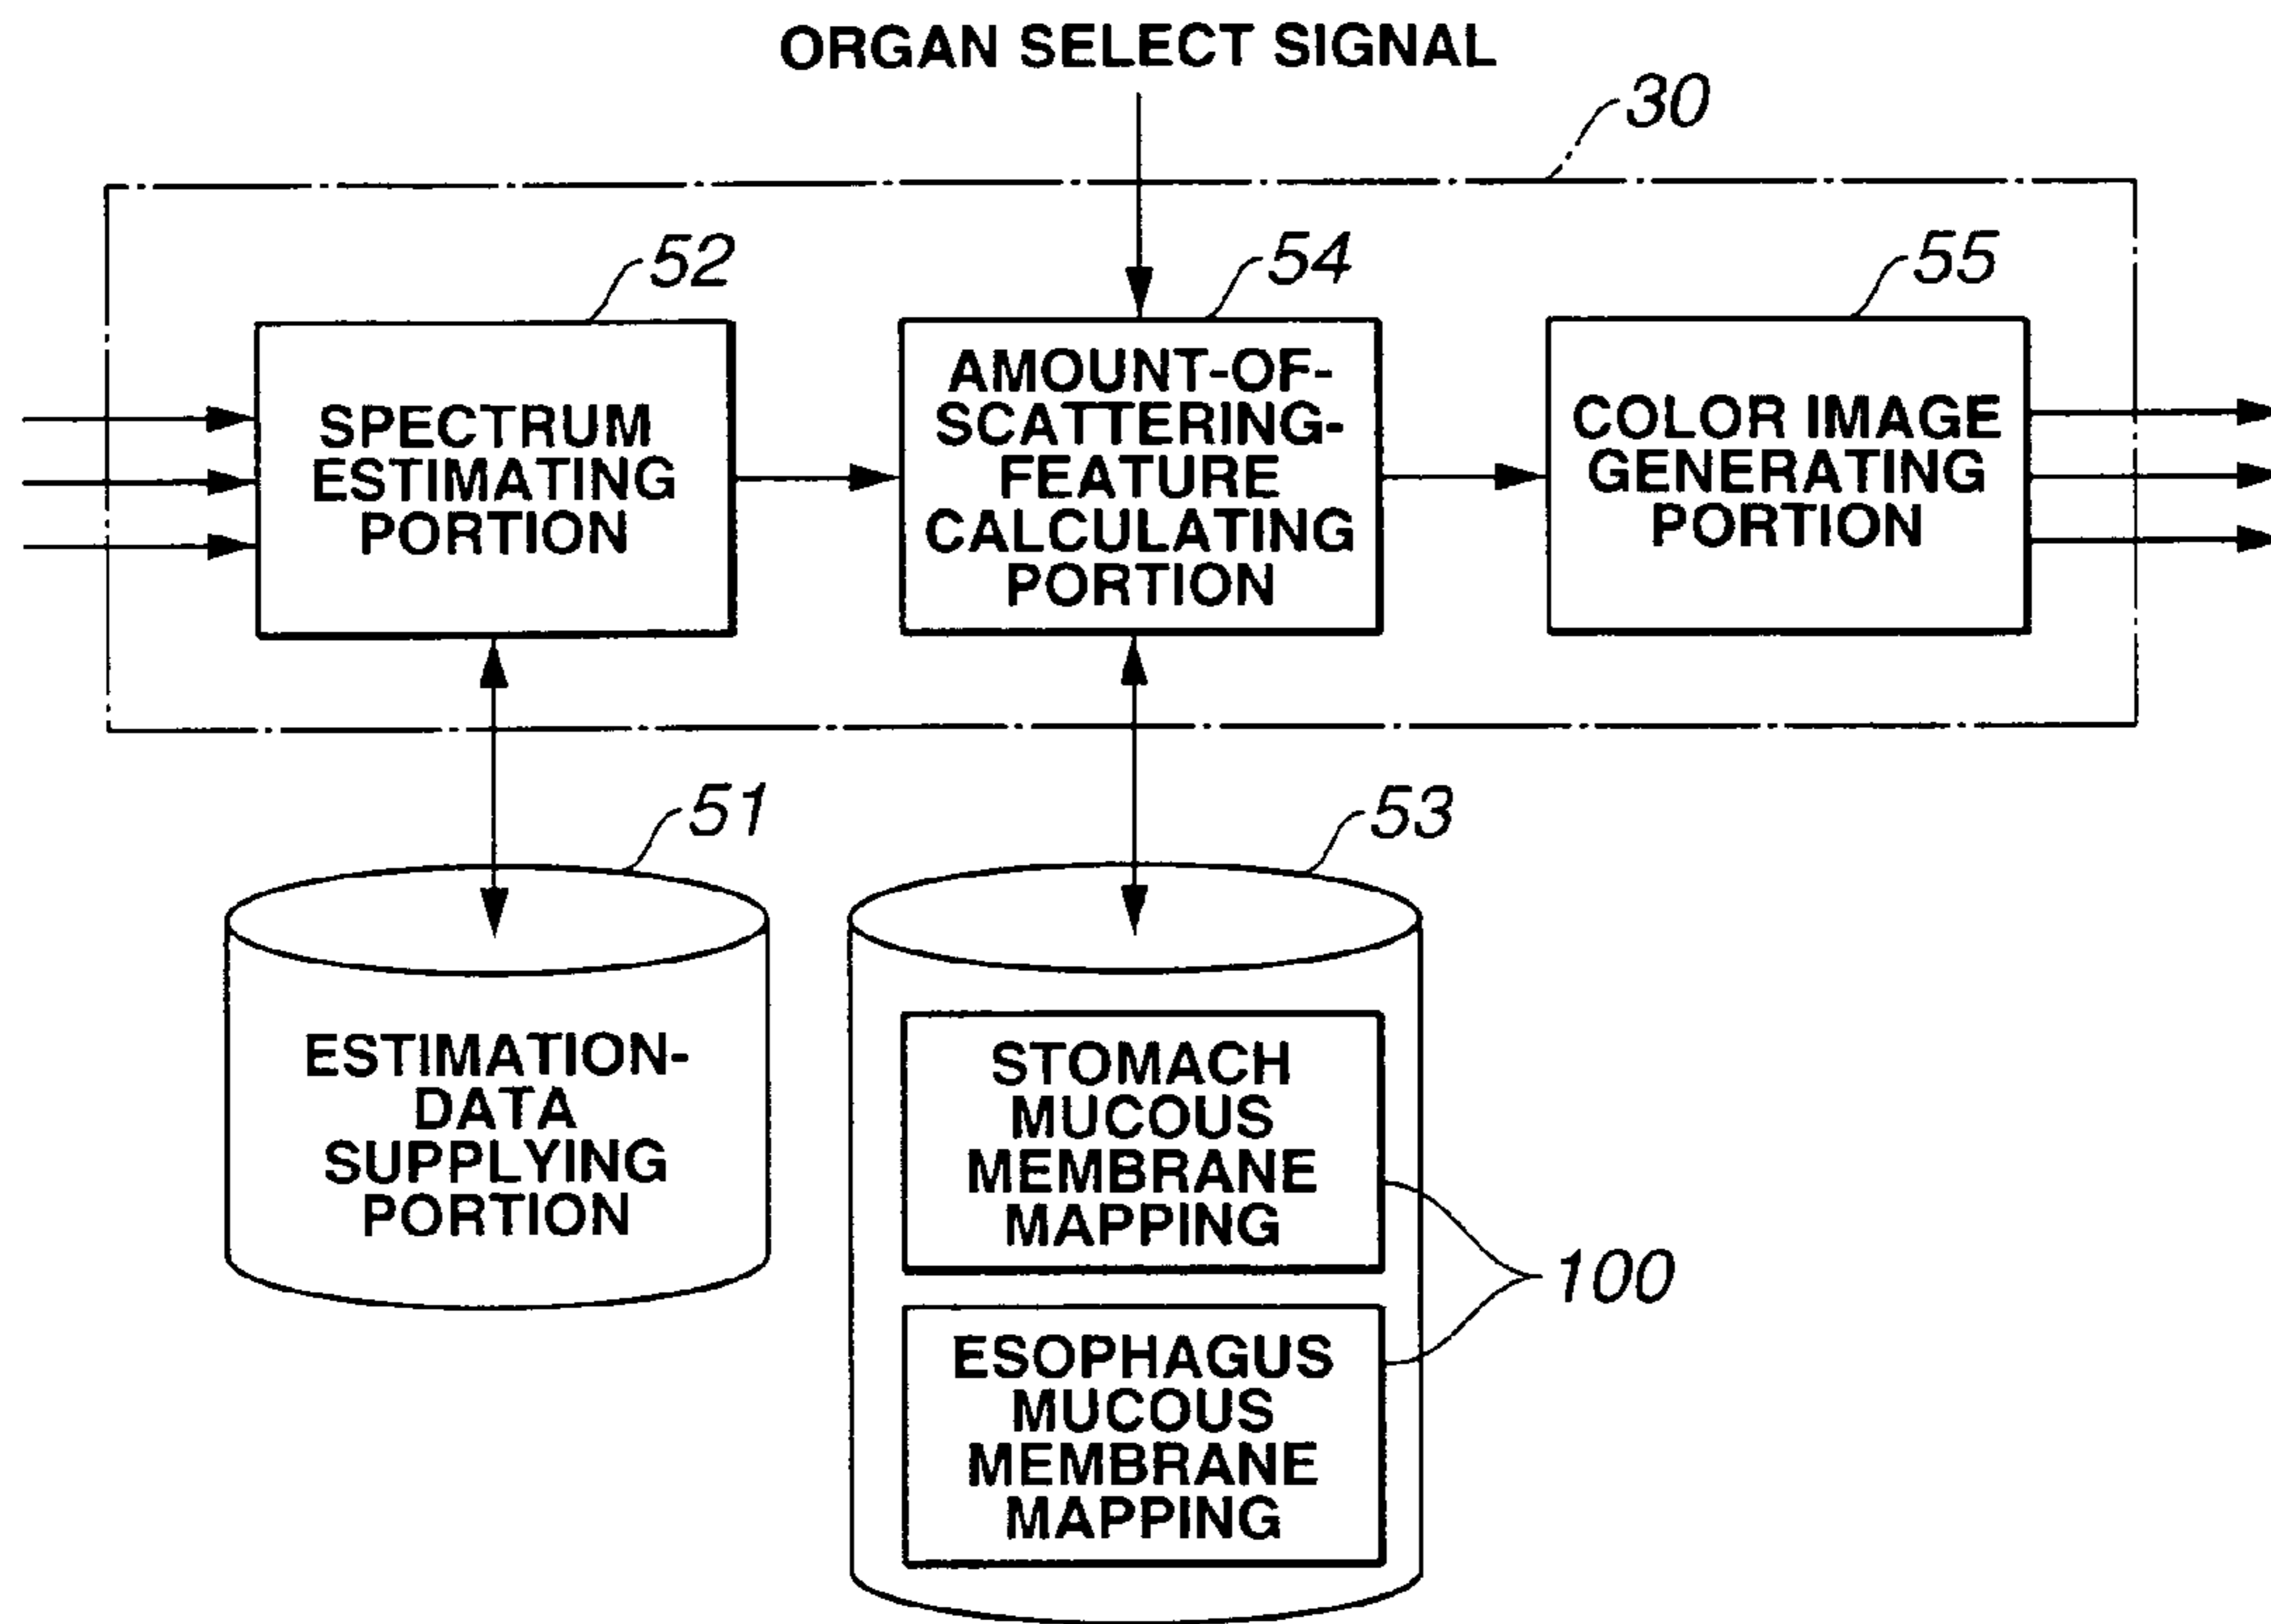 ORGAN SELECT SIGNAL
30
52
54
55
SPECTRUM
ESTIMATING
PORTION
AMOUNT-OF-
SCATTERING-
FEATURE
CALCULATING
PORTION
COLOR IMAGE
GENERATING
PORTION
51
53
ESTIMATION-
DATA
SUPPLYING
PORTION
STOMACH
MUCOUS
MEMBRANE
MAPPING
100
ESOPHAGUS
MUCOUS
MEMBRANE
MAPPING